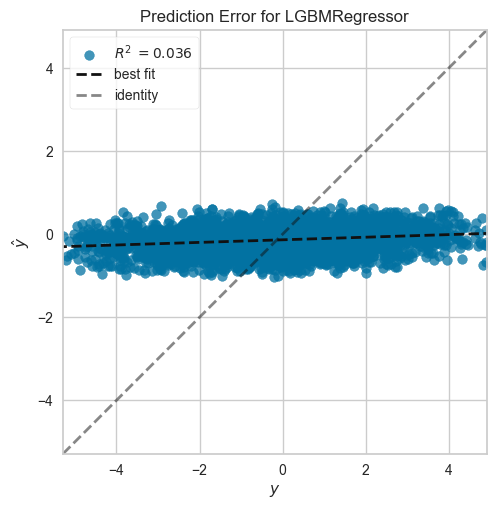 Prediction Error for LGBMRegressor
R² = 0.036
best fit
identity
4
2
0
−2
−4
ŷ
−4
−2
0
2
4
y